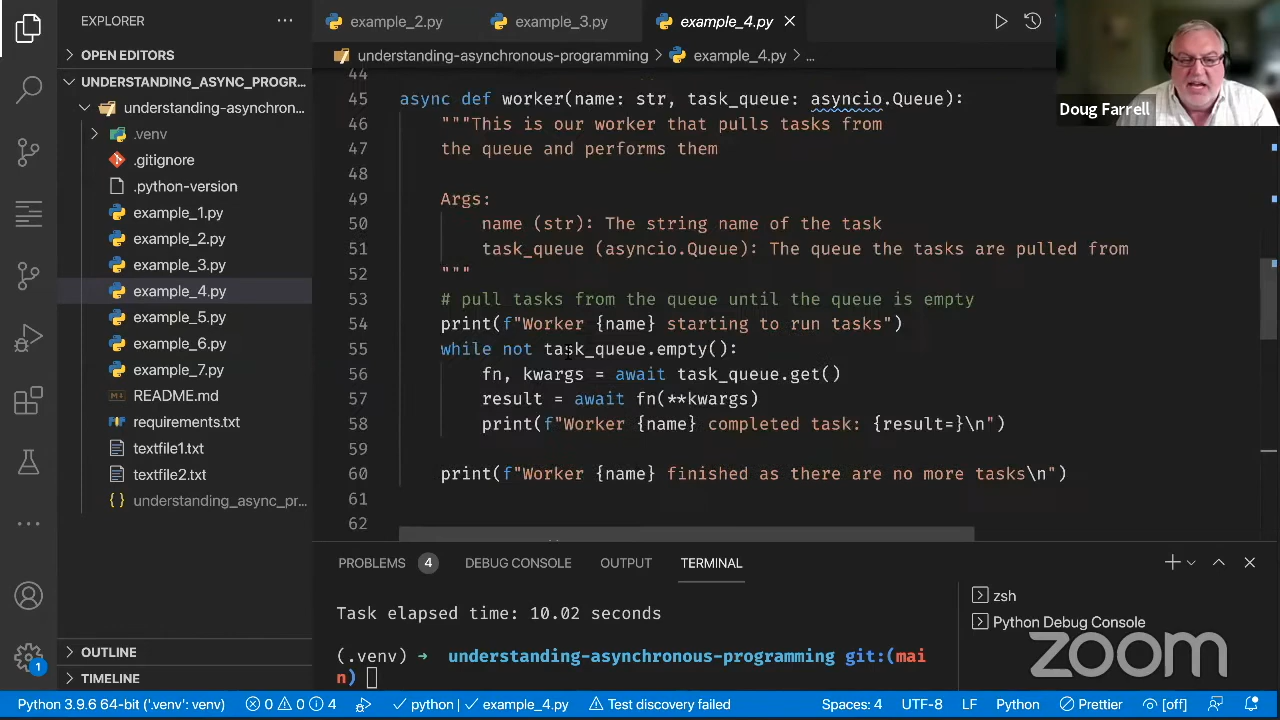 EXPLORER
example_2.py
example_3.py
example_4.py
OPEN EDITORS
understanding-asynchronous-programming > example_4.py > ...
UNDERSTANDING_ASYNC_PROGR...
understanding-asynchron...
.venv
.gitignore
.python-version
example_1.py
example_2.py
example_3.py
example_4.py
example_5.py
example_6.py
example_7.py
README.md
requirements.txt
textfile1.txt
textfile2.txt
understanding_async_pr...
OUTLINE
TIMELINE
44
45 async def worker(name: str, task_queue: asyncio.Queue):
46 """This is our worker that pulls tasks from
47 the queue and performs them
48
49 Args:
50 name (str): The string name of the task
51 task_queue (asyncio.Queue): The queue the tasks are pulled from
52 """
53 # pull tasks from the queue until the queue is empty
54 print(f"Worker {name} starting to run tasks")
55 while not task_queue.empty():
56 fn, kwargs = await task_queue.get()
57 result = await fn(**kwargs)
58 print(f"Worker {name} completed task: {result=}\n")
59
60 print(f"Worker {name} finished as there are no more tasks\n")
61
62
Doug Farrell
PROBLEMS 4 DEBUG CONSOLE OUTPUT TERMINAL
Task elapsed time: 10.02 seconds
(.venv) → understanding-asynchronous-programming git:(mai
n)
zsh
Python Debug Console
zoom
1
Python 3.9.6 64-bit ('.venv': venv) 0 0 4 python | example_4.py Test discovery failed Spaces: 4 UTF-8 LF Python Prettier [off]